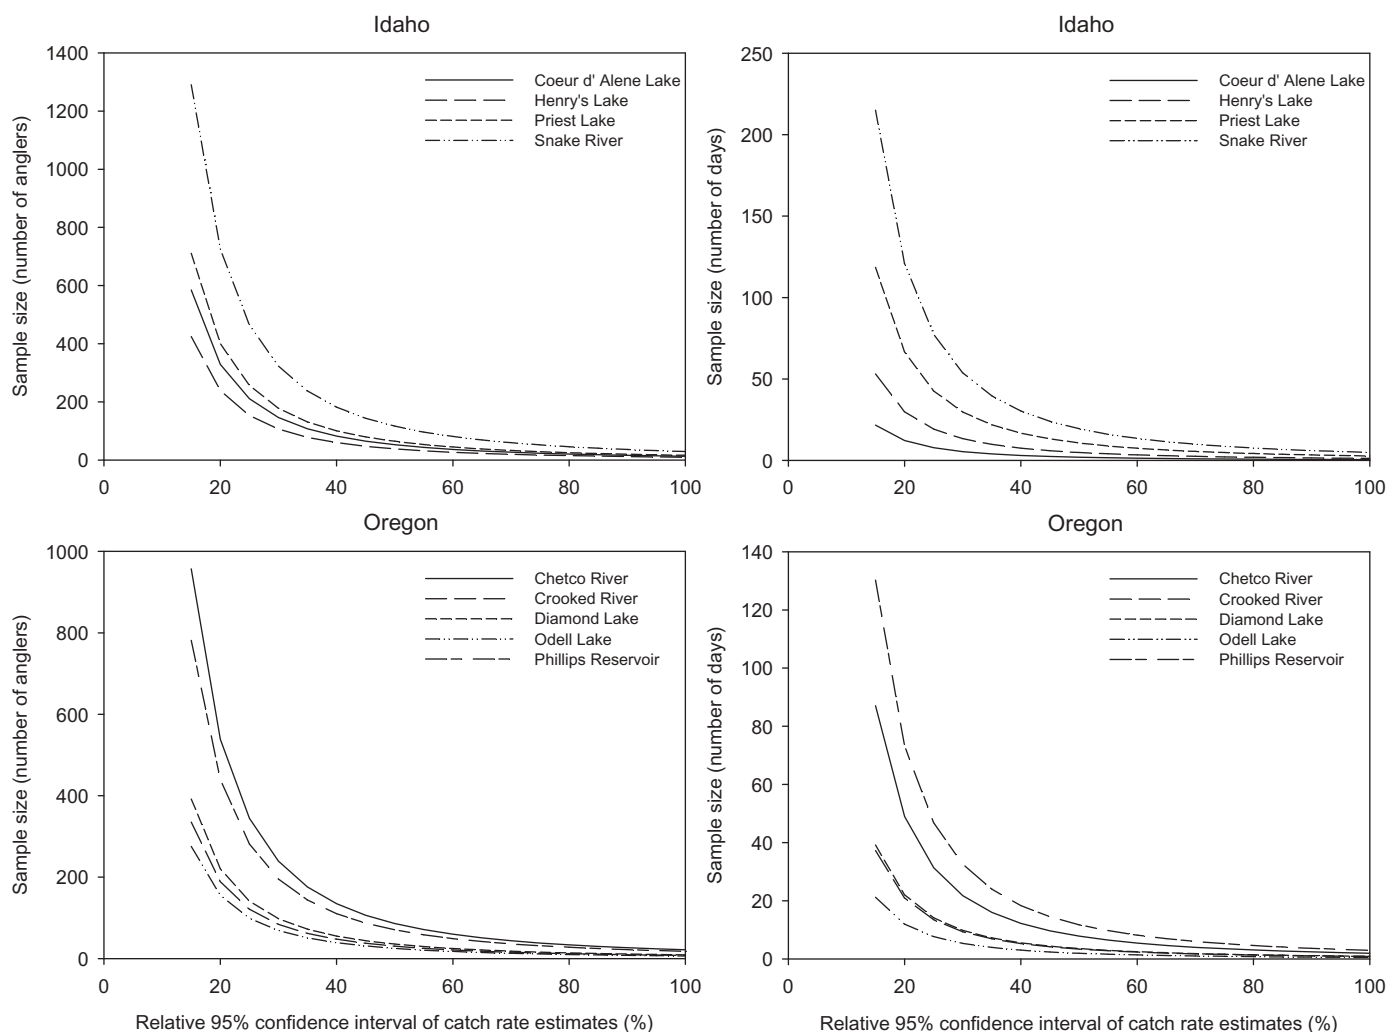 Idaho
Sample size (number of anglers)
1400
1200
1000
800
600
400
200
0
0 20 40 60 80 100
Coeur d' Alene Lake
Henry's Lake
Priest Lake
Snake River
Idaho
Sample size (number of days)
250
200
150
100
50
0
0 20 40 60 80 100
Coeur d' Alene Lake
Henry's Lake
Priest Lake
Snake River
Oregon
Sample size (number of anglers)
1000
800
600
400
200
0
0 20 40 60 80 100
Chetco River
Crooked River
Diamond Lake
Odell Lake
Phillips Reservoir
Relative 95% confidence interval of catch rate estimates (%)
Oregon
Sample size (number of days)
140
120
100
80
60
40
20
0
0 20 40 60 80 100
Chetco River
Crooked River
Diamond Lake
Odell Lake
Phillips Reservoir
Relative 95% confidence interval of catch rate estimates (%)